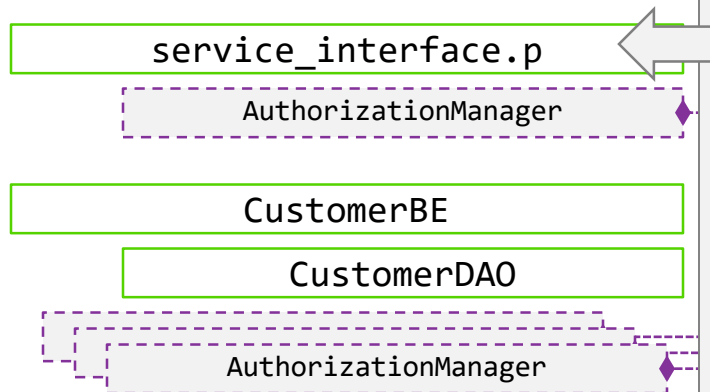 service_interface.p
AuthorizationManager
CustomerBE
CustomerDAO
AuthorizationManager